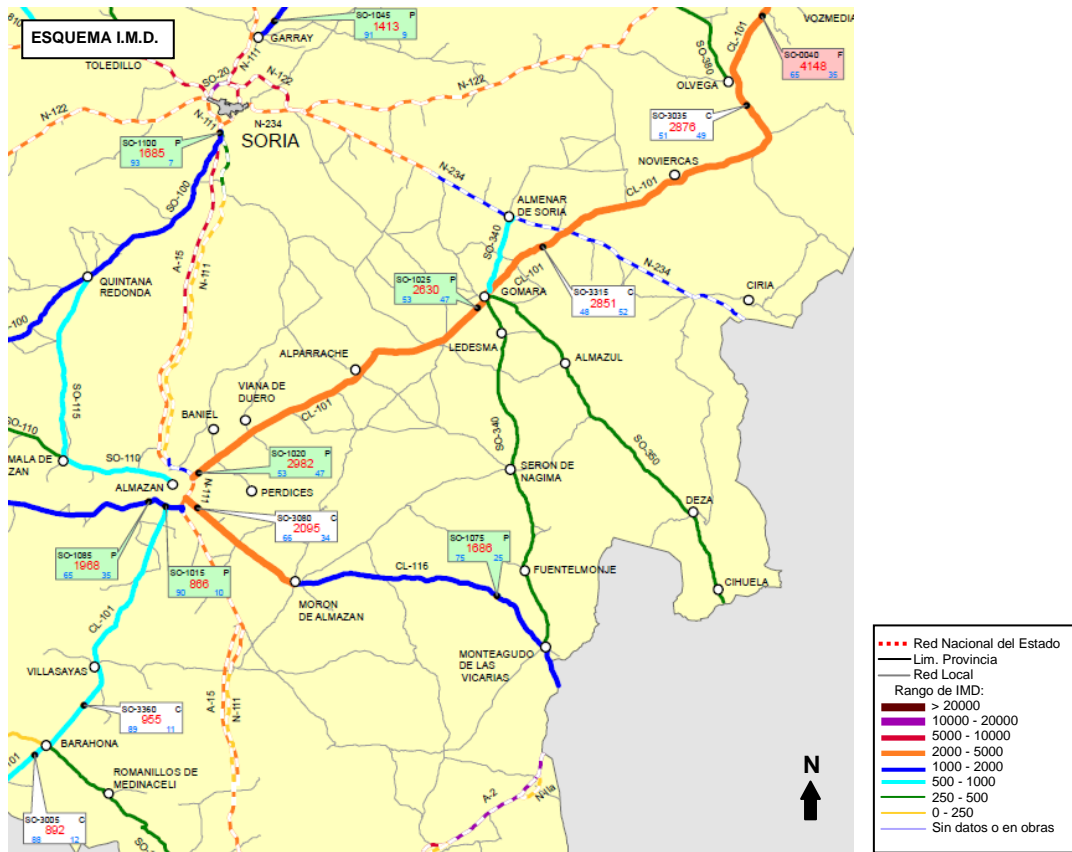 ESQUEMA I.M.D.
SO-1045 P
1413
91 9
GARRAY
TOLEDILLO
SO-20
N-111
N-122
N-122
N-122
N-111
N-234
SORIA
SO-1100 P
1685
93 7
VOZMEDIA
CL-101
SO-0040 P
4148
65 35
SO-380
OLVEGA
SO-3035 C
2876
51 49
NOVIERCAS
CL-101
N-234
ALMENAR
DE SORIA
SO-100
SO-340
CL-101
N-234
A-15
N-111
QUINTANA
REDONDA
SO-1025 P
2630
53 47
GOMARA
SO-3315 C
2851
48 52
CIRIA
-100
LEDESMA
ALPARRACHE
ALMAZUL
VIANA DE
DUERO
CL-101
BANIEL
SO-115
SO-110
SO-340
SO-350
MALA DE
ZAN
SO-110
SO-1020 P
2982
53 47
SERON DE
NAGIMA
ALMAZAN
N-111
PERDICES
DEZA
SO-3080 C
2095
66 34
SO-1085 P
1968
65 35
SO-1015 P
866
90 10
SO-1075 P
1686
75 25
CL-116
FUENTELMONJE
CIHUELA
MORON
DE ALMAZAN
CL-101
MONTEAGUDO
DE LAS
VICARIAS
VILLASAYAS
A-15
N-111
SO-3360 C
955
89 11
BARAHONA
101
ROMANILLOS DE
MEDINACELI
SO-3005 C
892
88 12
SO-
A-2
N-IIa
N
Red Nacional del Estado
Lim. Provincia
Red Local
Rango de IMD:
> 20000
10000 - 20000
5000 - 10000
2000 - 5000
1000 - 2000
500 - 1000
250 - 500
0 - 250
Sin datos o en obras